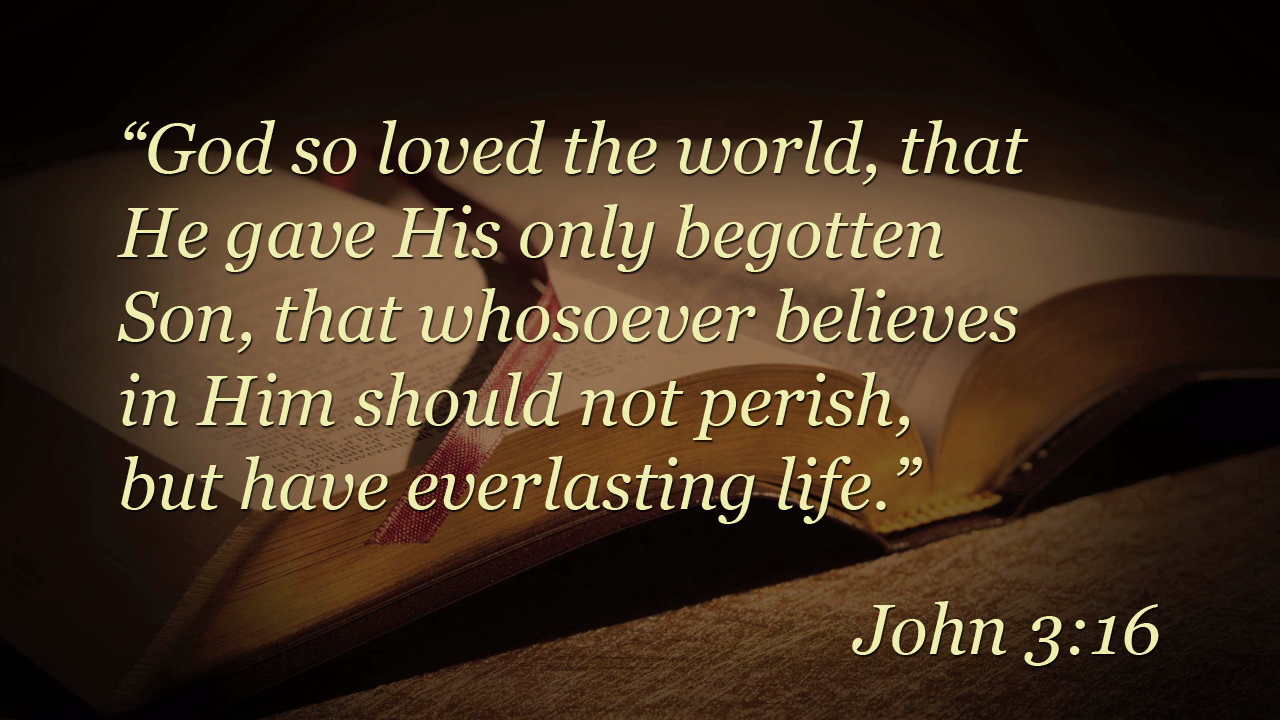 “God so loved the world, that
He gave His only begotten
Son, that whosoever believes
in Him should not perish,
but have everlasting life.”
John 3:16